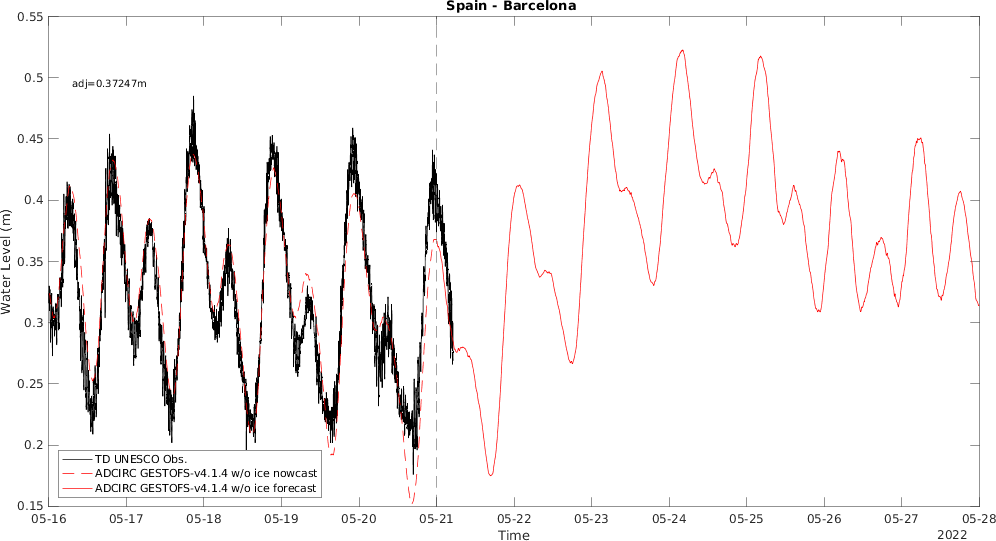 Spain - Barcelona
0.55
0.5
0.45
0.4
0.35
0.3
0.25
0.2
0.15
Water Level (m)
adj=0.37247m
TD UNESCO Obs.
ADCIRC GESTOFS-v4.1.4 w/o ice nowcast
ADCIRC GESTOFS-v4.1.4 w/o ice forecast
05-16 05-17 05-18 05-19 05-20 05-21 05-22 05-23 05-24 05-25 05-26 05-27 05-28
Time
2022